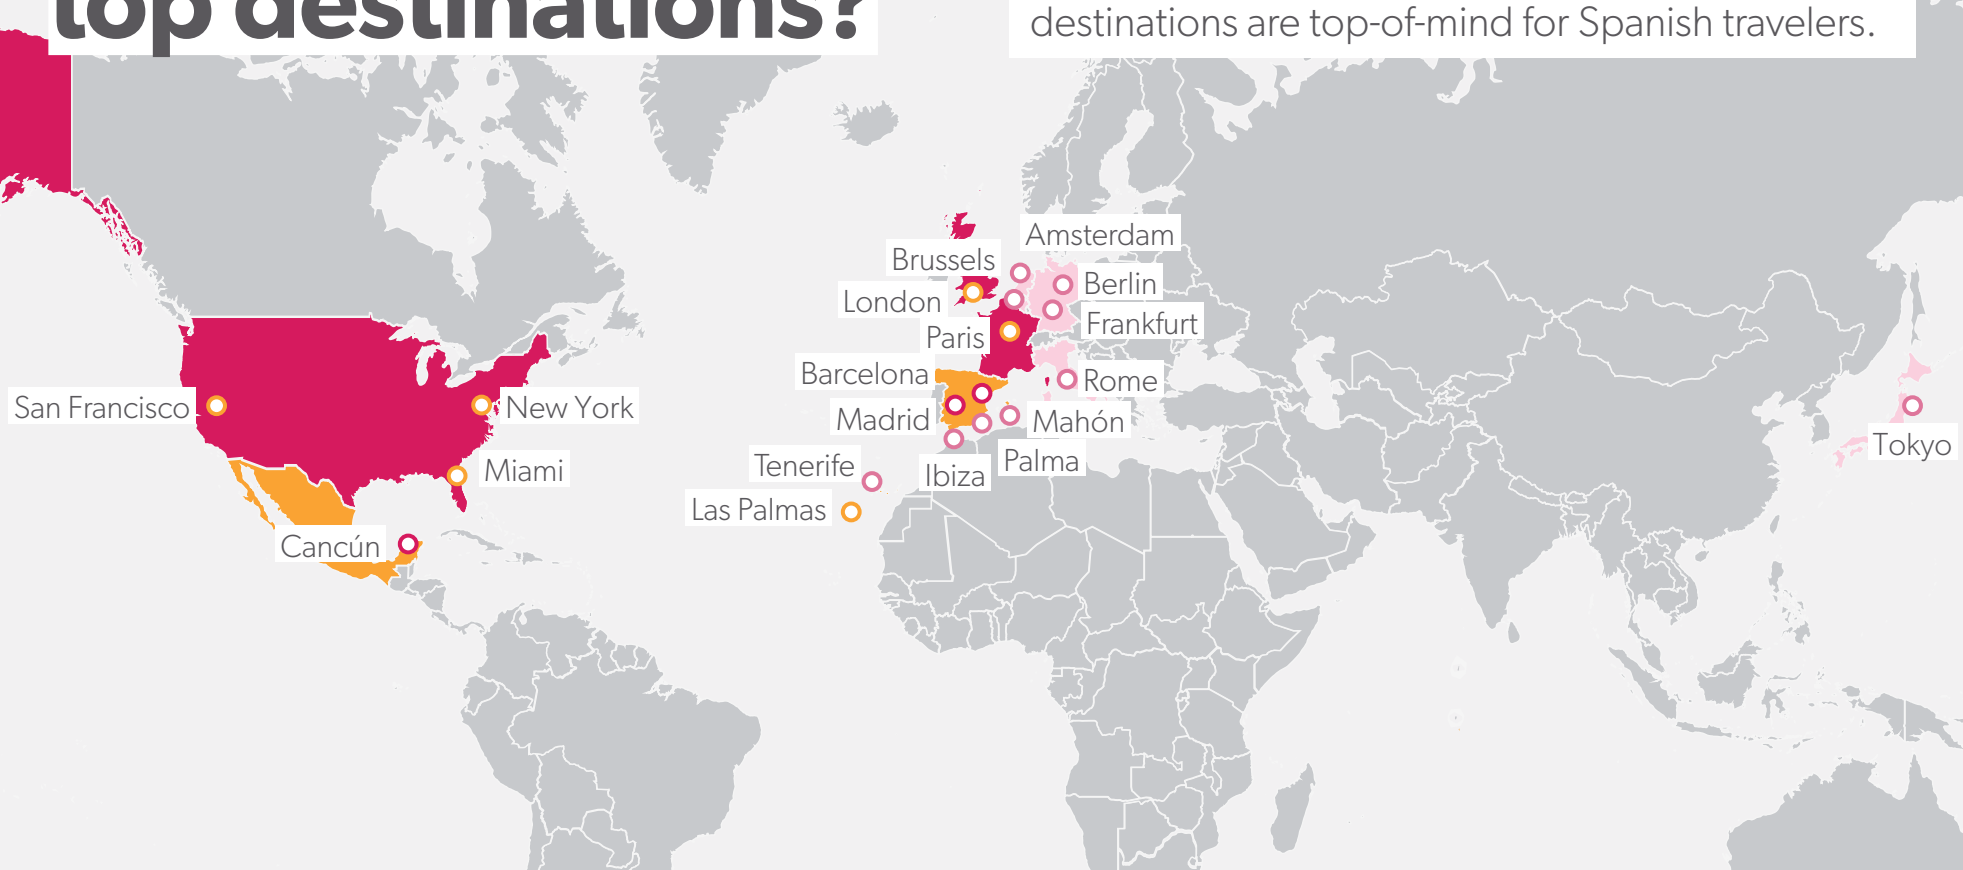 top destinations?
destinations are top-of-mind for Spanish travelers.
Amsterdam
Brussels
Berlin
London
Frankfurt
Paris
Barcelona
Rome
San Francisco
New York
Madrid
Mahón
Tokyo
Miami
Tenerife
Ibiza
Palma
Las Palmas
Cancún